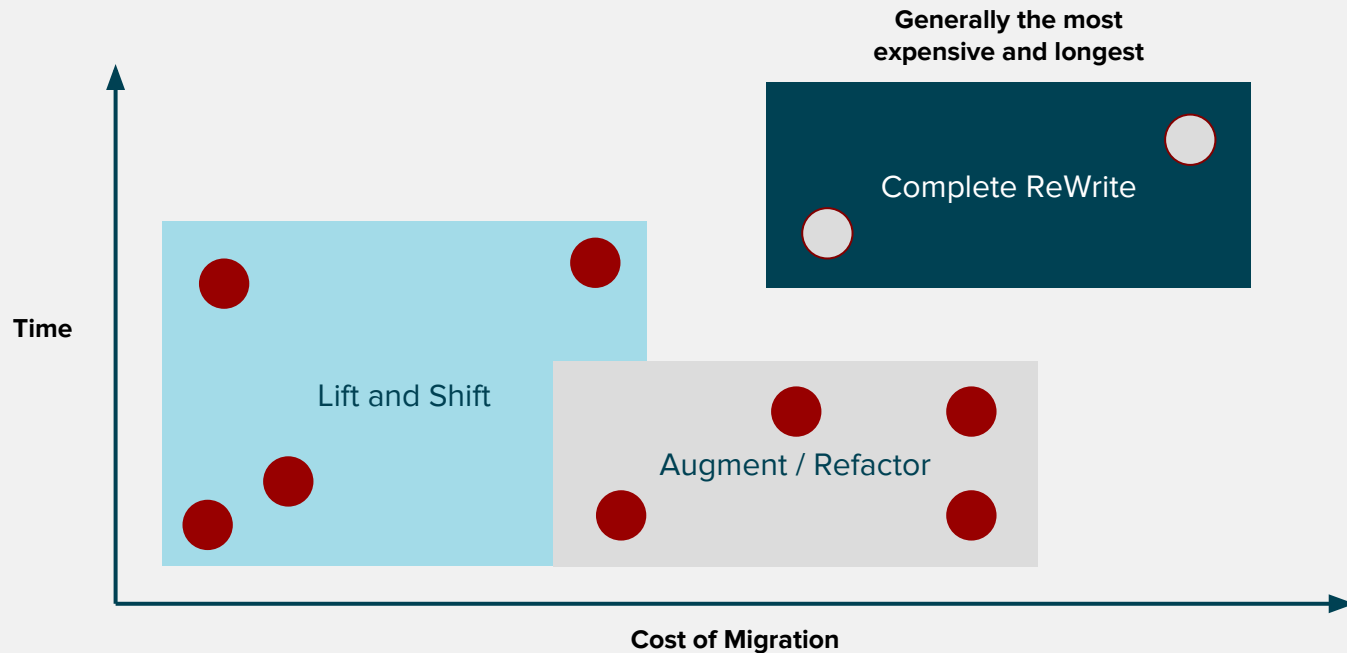 Generally the most
expensive and longest
Complete ReWrite
Time
Lift and Shift
Augment / Refactor
Cost of Migration